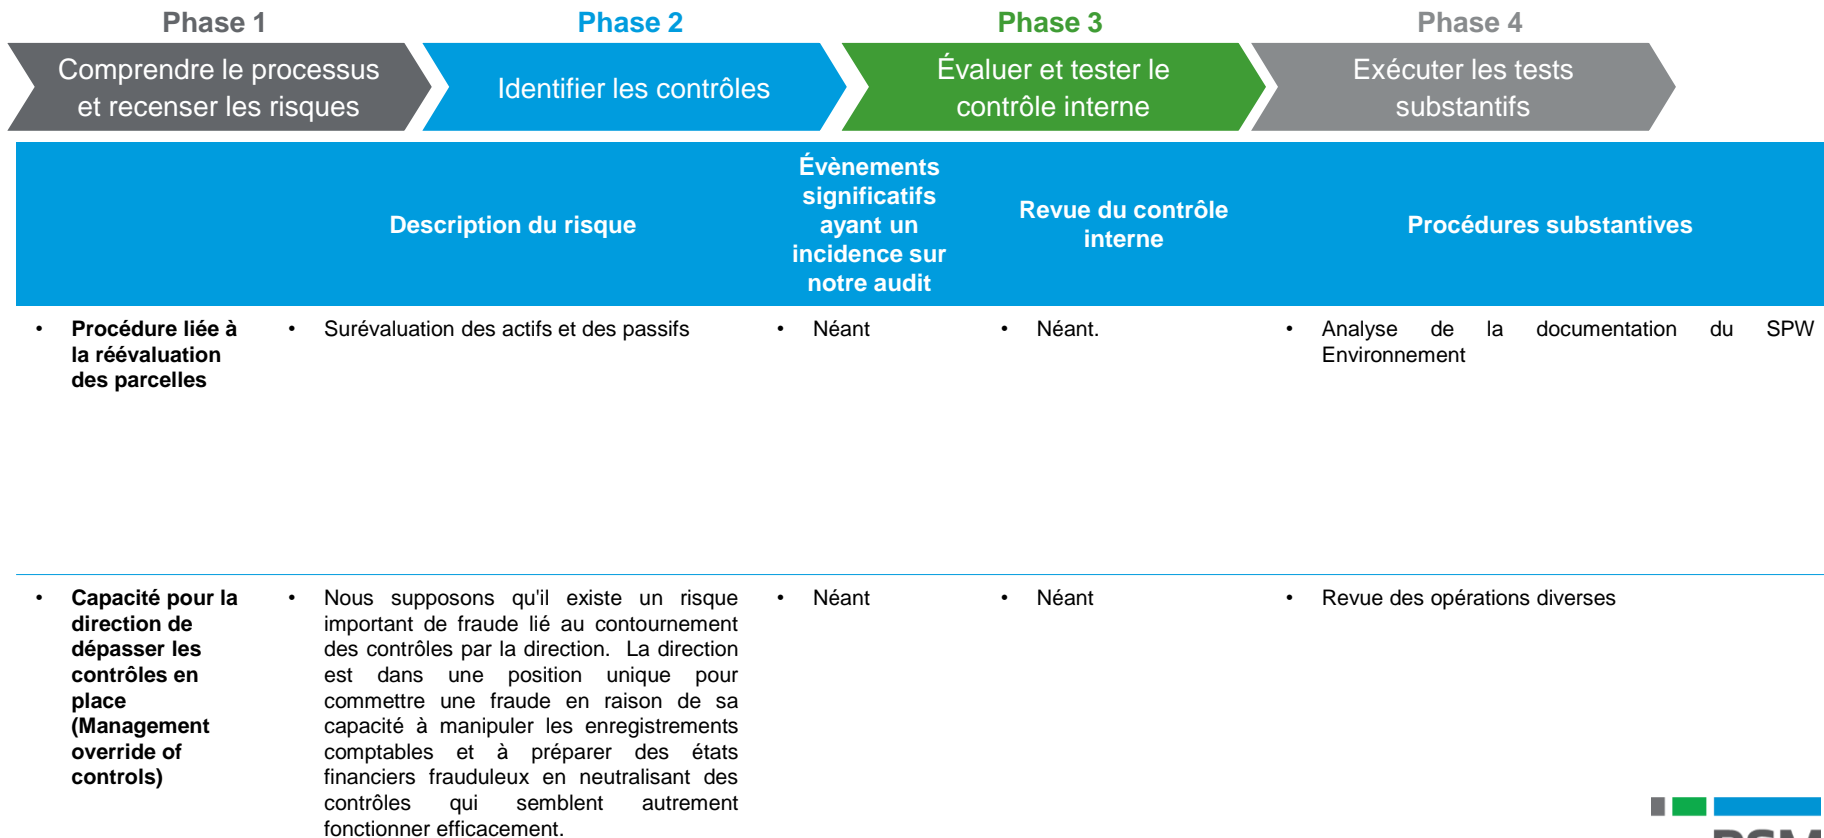 Phase 1
Phase 2
Phase 3
Phase 4
Comprendre le processus
et recenser les risques
Identifier les contrôles
Évaluer et tester le
contrôle interne
Exécuter les tests
substantifs
Description du risque
Évènements
significatifs
ayant un
incidence sur
notre audit
Revue du contrôle
interne
Procédures substantives
• Procédure liée à
la réévaluation
des parcelles
• Surévaluation des actifs et des passifs
• Néant
• Néant.
• Analyse de la documentation du SPW
Environnement
• Capacité pour la
direction de
dépasser les
contrôles en
place
(Management
override of
controls)
• Nous supposons qu'il existe un risque
important de fraude lié au contournement
des contrôles par la direction. La direction
est dans une position unique pour
commettre une fraude en raison de sa
capacité à manipuler les enregistrements
comptables et à préparer des états
financiers frauduleux en neutralisant des
contrôles qui semblent autrement
fonctionner efficacement.
• Néant
• Néant
• Revue des opérations diverses
RSM